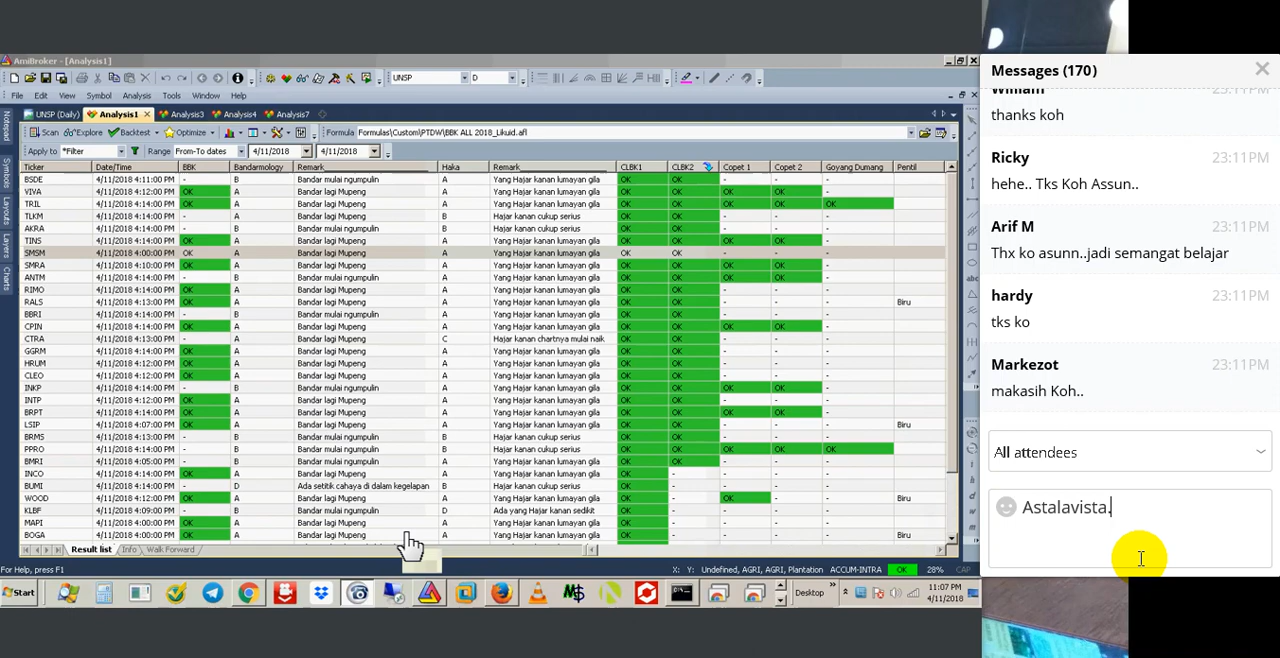 AmiBroker - [Analysis1]
UNSP D
File Edit View Symbol Analysis Tools Window Help
UNSP (Daily) Analysis1 Analysis3 Analysis4 Analysis7
Scan Explore Backtest Optimize Formula Formulas\Custom\PTDW\BBK ALL 2018_Likuid.afl
Apply to *Filter Range From-To dates 4/11/2018 4/11/2018
Notepad
Symbols
Layouts
Layers
Charts
Ticker Date/Time BBK Bandarmology Remark Haka Remark CLBK1 CLBK2 Copet 1 Copet 2 Goyang Dumang Pentil
BSDE 4/11/2018 4:11:00 PM - B Bandar mulai ngumpulin A Yang Hajar kanan lumayan gila OK OK - - - -
VIVA 4/11/2018 4:12:00 PM OK A Bandar lagi Mupeng A Yang Hajar kanan lumayan gila OK OK OK OK - -
TRIL 4/11/2018 4:14:00 PM OK A Bandar lagi Mupeng A Yang Hajar kanan lumayan gila OK OK OK OK OK -
TLKM 4/11/2018 4:14:00 PM - A Bandar lagi Mupeng B Hajar kanan cukup serius OK OK - - - -
AKRA 4/11/2018 4:14:00 PM - B Bandar mulai ngumpulin B Hajar kanan cukup serius OK OK - - - -
TINS 4/11/2018 4:14:00 PM OK A Bandar lagi Mupeng A Yang Hajar kanan lumayan gila OK OK OK OK - -
SMSM 4/11/2018 4:00:00 PM OK A Bandar lagi Mupeng A Yang Hajar kanan lumayan gila OK OK - - - -
SMRA 4/11/2018 4:10:00 PM OK A Bandar lagi Mupeng A Yang Hajar kanan lumayan gila OK OK OK OK - -
ANTM 4/11/2018 4:14:00 PM - B Bandar mulai ngumpulin A Yang Hajar kanan lumayan gila OK OK OK OK - -
RIMO 4/11/2018 4:14:00 PM OK A Bandar lagi Mupeng A Yang Hajar kanan lumayan gila OK OK - - - -
RALS 4/11/2018 4:13:00 PM OK A Bandar lagi Mupeng A Yang Hajar kanan lumayan gila OK OK - - - Biru
BBRI 4/11/2018 4:14:00 PM - B Bandar mulai ngumpulin A Yang Hajar kanan lumayan gila OK OK - - - -
CPIN 4/11/2018 4:14:00 PM OK A Bandar lagi Mupeng A Yang Hajar kanan lumayan gila OK OK OK OK - -
CTRA 4/11/2018 4:14:00 PM - A Bandar lagi Mupeng C Yang Hajar kanan chartnya mulai naik OK OK - - - -
GGRM 4/11/2018 4:14:00 PM OK A Bandar lagi Mupeng A Yang Hajar kanan lumayan gila OK OK - - - -
HRUM 4/11/2018 4:12:00 PM OK A Bandar lagi Mupeng A Yang Hajar kanan lumayan gila OK OK - - - -
CLEO 4/11/2018 4:12:00 PM OK A Bandar lagi Mupeng A Yang Hajar kanan lumayan gila OK OK - - - -
INKP 4/11/2018 4:14:00 PM - B Bandar mulai ngumpulin A Yang Hajar kanan lumayan gila OK OK OK OK - -
INTP 4/11/2018 4:14:00 PM OK A Bandar lagi Mupeng A Yang Hajar kanan lumayan gila OK OK - - - -
BRPT 4/11/2018 4:14:00 PM OK A Bandar lagi Mupeng A Yang Hajar kanan lumayan gila OK OK OK OK - -
LSIP 4/11/2018 4:07:00 PM OK A Bandar lagi Mupeng A Yang Hajar kanan lumayan gila OK OK - - - Biru
BRMS 4/11/2018 4:13:00 PM - B Bandar mulai ngumpulin B Hajar kanan cukup serius OK OK - - - -
PPRO 4/11/2018 4:14:00 PM OK A Bandar lagi Mupeng B Hajar kanan cukup serius OK OK OK OK OK -
BMRI 4/11/2018 4:05:00 PM - B Bandar mulai ngumpulin A Yang Hajar kanan lumayan gila OK OK - - - -
INCO 4/11/2018 4:14:00 PM OK A Bandar lagi Mupeng A Yang Hajar kanan lumayan gila OK - - - - -
BUMI 4/11/2018 4:14:00 PM - D Ada setitik cahaya di dalam kegelapan B Hajar kanan cukup serius OK - - - - -
WOOD 4/11/2018 4:12:00 PM OK A Bandar lagi Mupeng A Yang Hajar kanan lumayan gila OK - OK - - Biru
KLBF 4/11/2018 4:09:00 PM - B Bandar mulai ngumpulin D Ada yang Hajar kanan sedikit OK - - - - -
MAPI 4/11/2018 4:00:00 PM OK A Bandar lagi Mupeng A Yang Hajar kanan lumayan gila OK - - - - -
BOGA 4/11/2018 4:14:00 PM OK A Bandar lagi Mupeng A Yang Hajar kanan lumayan gila OK - - - - Biru
Result list Info Walk Forward
For Help, press F1 X: Y: Undefined, AGRI, AGRI, Plantation ACCUM-INTRA OK 28% CAP
Start Desktop 11:07 PM
4/11/2018
Messages (170)
William 23:11PM
thanks koh
Ricky 23:11PM
hehe.. Tks Koh Assun..
Arif M 23:11PM
Thx ko asunn..jadi semangat belajar
hardy 23:11PM
tks ko
Markezot 23:11PM
makasih Koh..
All attendees
Astalavista.